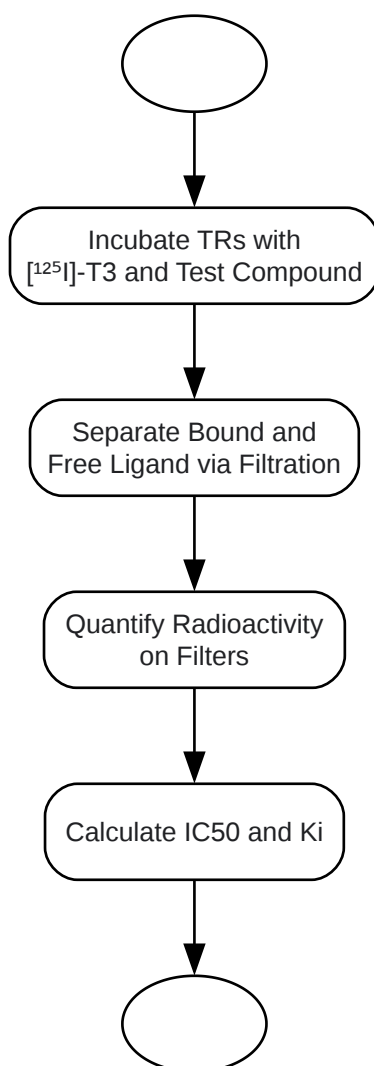 Incubate TRs with
[¹²⁵I]-T3 and Test Compound
Separate Bound and
Free Ligand via Filtration
Quantify Radioactivity
on Filters
Calculate IC50 and Ki